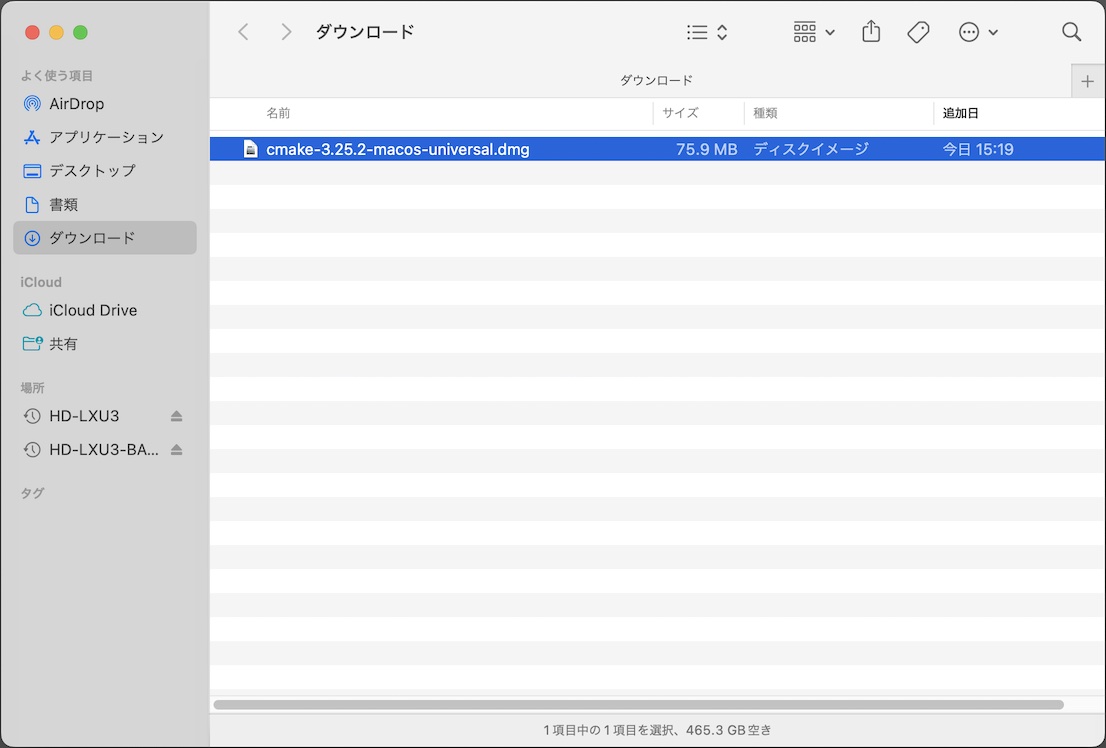 ダウンロード
よく使う項目
AirDrop
アプリケーション
デスクトップ
書類
ダウンロード
iCloud
iCloud Drive
共有
場所
HD-LXU3
HD-LXU3-BA...
タグ
ダウンロード
名前 サイズ 種類 追加日
cmake-3.25.2-macos-universal.dmg 75.9 MB ディスクイメージ 今日 15:19
1項目中の1項目を選択、465.3 GB空き